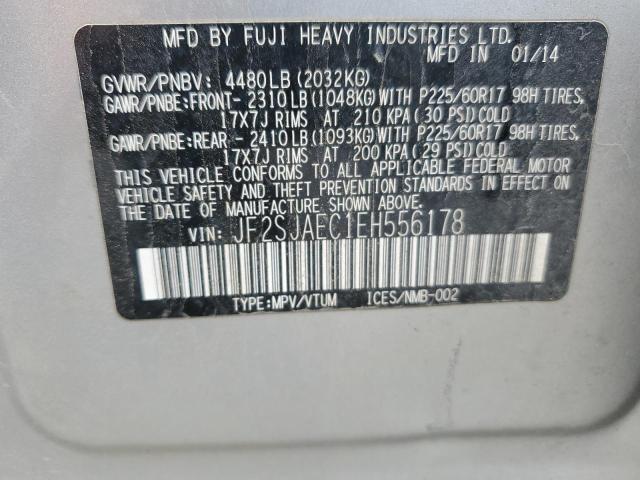 MFD BY FUJI HEAVY INDUSTRIES LTD.
MFD IN 01/14
GVWR/PNBV: 4480LB(2032KG)
GAWR/PNBE:FRONT- 2310LB(1048KG)WITH P225/60R17 98H TIRES,
17X7J RIMS AT 210 KPA(30 PSI)COLD
GAWR/PNBE:REAR - 2410LB(1093KG)WITH P225/60R17 98H TIRES,
17X7J RIMS AT 200 KPA(29 PSI)COLD
THIS VEHICLE CONFORMS TO ALL APPLICABLE FEDERAL MOTOR
VEHICLE SAFETY AND THEFT PREVENTION STANDARDS IN EFFECT ON
THE DATE OF MANUFACTURE SHOWN ABOVE.
VIN: JF2SJAEC1EH556178
TYPE:MPV/VTUM ICES/NMB-002